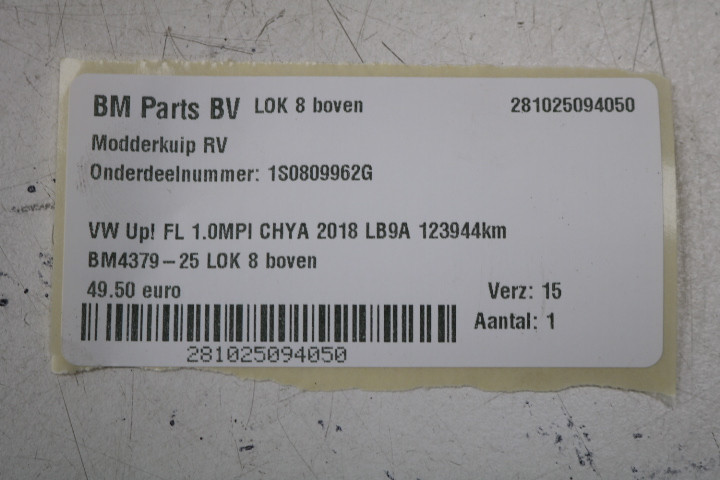 BM Parts BV LOK 8 boven 281025094050
Modderkuip RV
Onderdeelnummer: 1S0809962G
VW Up! FL 1.0MPI CHYA 2018 LB9A 123944km
BM4379-25 LOK 8 boven
49.50 euro Verz: 15
Aantal: 1
281025094050